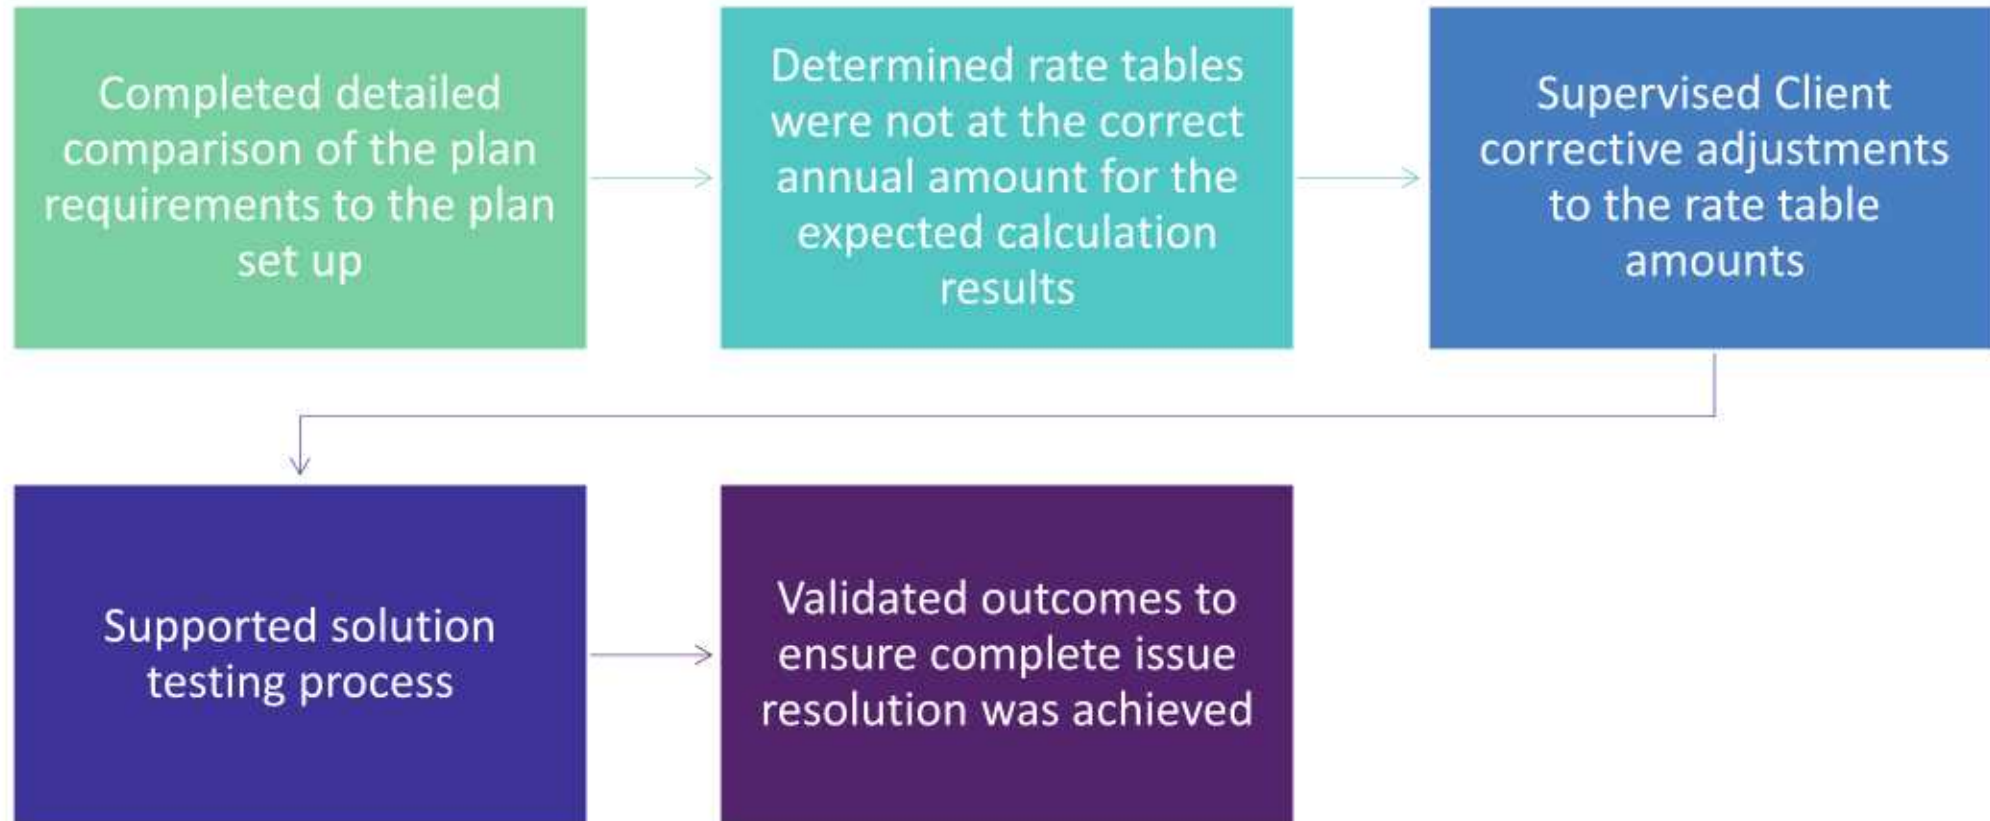 Completed detailed
comparison of the plan
requirements to the plan
set up
Determined rate tables
were not at the correct
annual amount for the
expected calculation
results
Supervised Client
corrective adjustments
to the rate table
amounts
Supported solution
testing process
Validated outcomes to
ensure complete issue
resolution was achieved